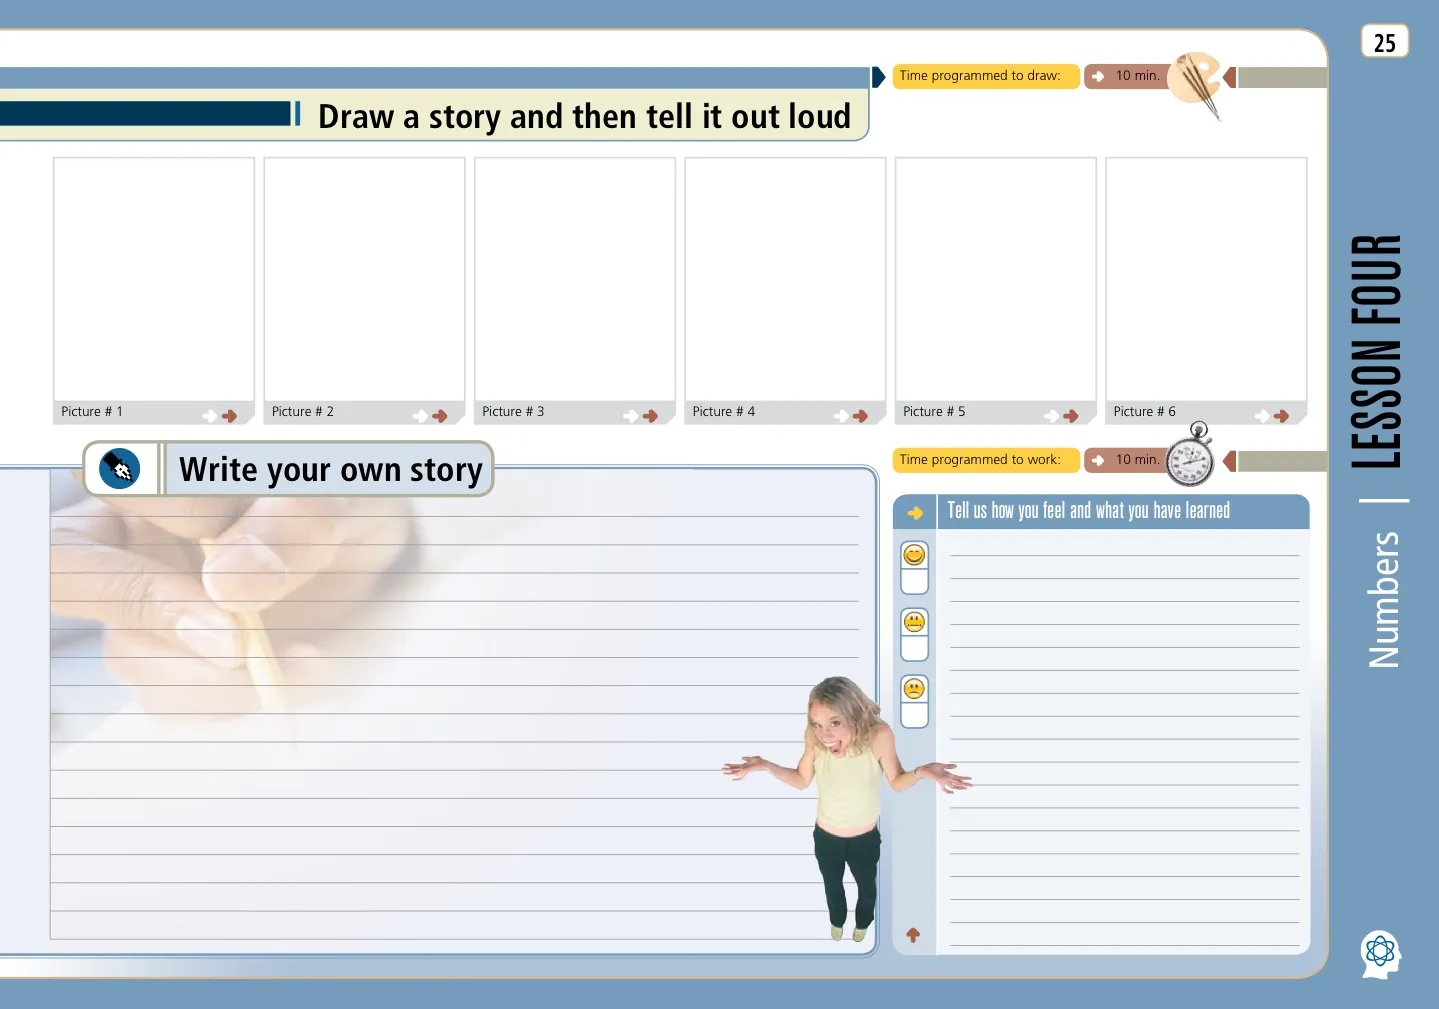 25
Time programmed to draw:
10 min.
Draw a story and then tell it out loud
Picture # 1
Picture # 2
Picture # 3
Picture # 4
Picture # 5
Picture # 6
Write your own story
Time programmed to work:
10 min.
Tell us how you feel and what you have learned
LESSON FOUR
Numbers